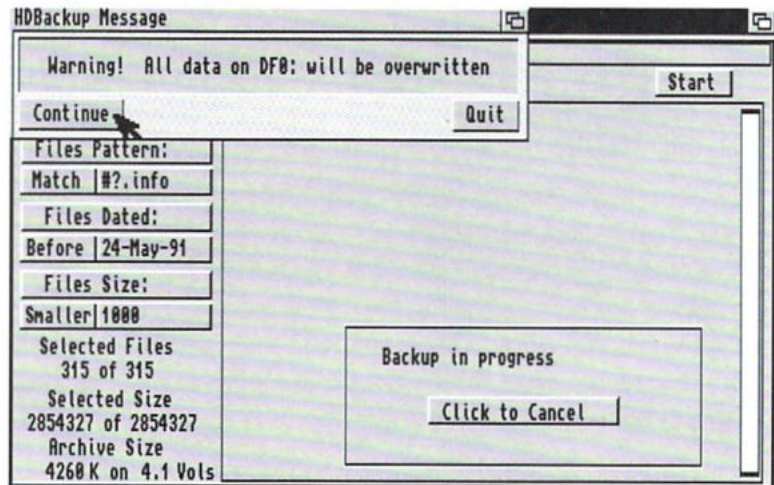 HDBackup Message
Warning! All data on DF0: will be overwritten
Start
Continue
Quit
Files Pattern:
Match #?.info
Files Dated:
Before 24-May-91
Files Size:
Smaller 1000
Selected Files
315 of 315
Selected Size
2854327 of 2854327
Archive Size
4260K on 4.1 Vols
Backup in progress
Click to Cancel